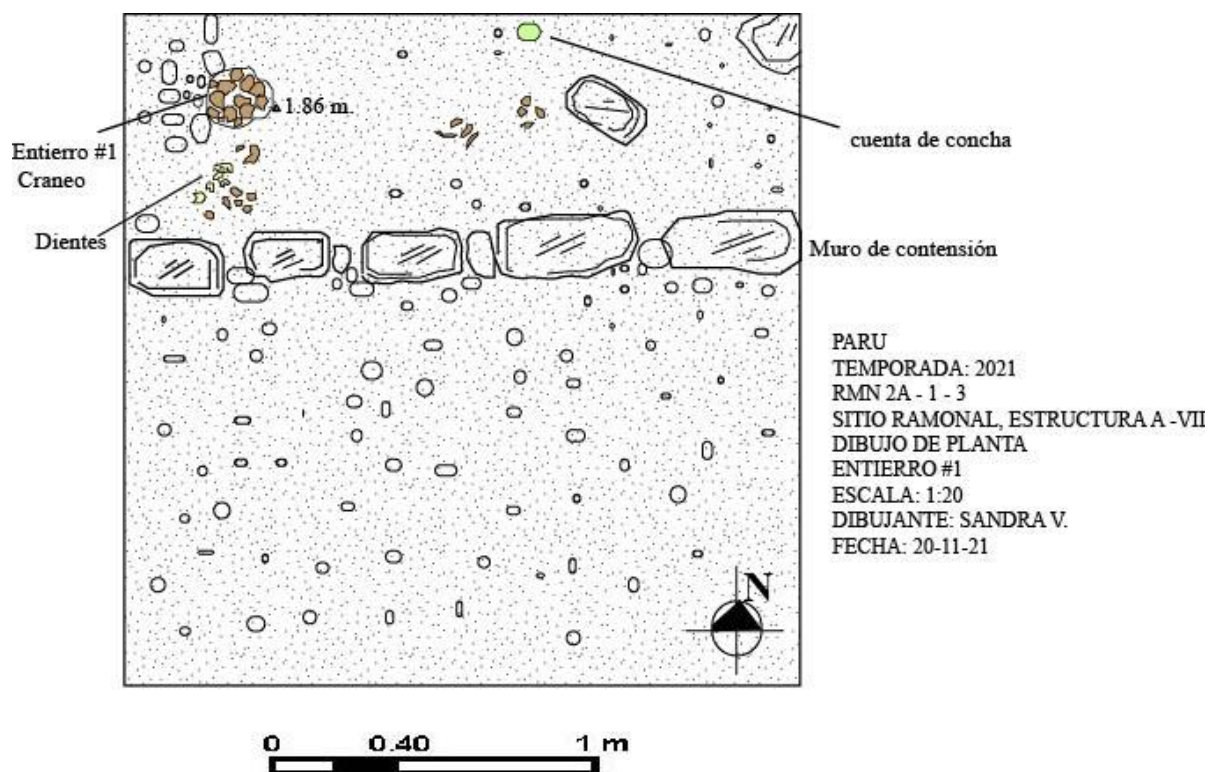 1.86 m.
Entierro #1
Craneo
cuenta de concha
Dientes
Muro de contensión
PARU
TEMPORADA: 2021
RMN 2A - 1 - 3
SITIO RAMONAL, ESTRUCTURA A -VII
DIBUJO DE PLANTA
ENTIERRO #1
ESCALA: 1:20
DIBUJANTE: SANDRA V.
FECHA: 20-11-21
N
0 0.40 1 m